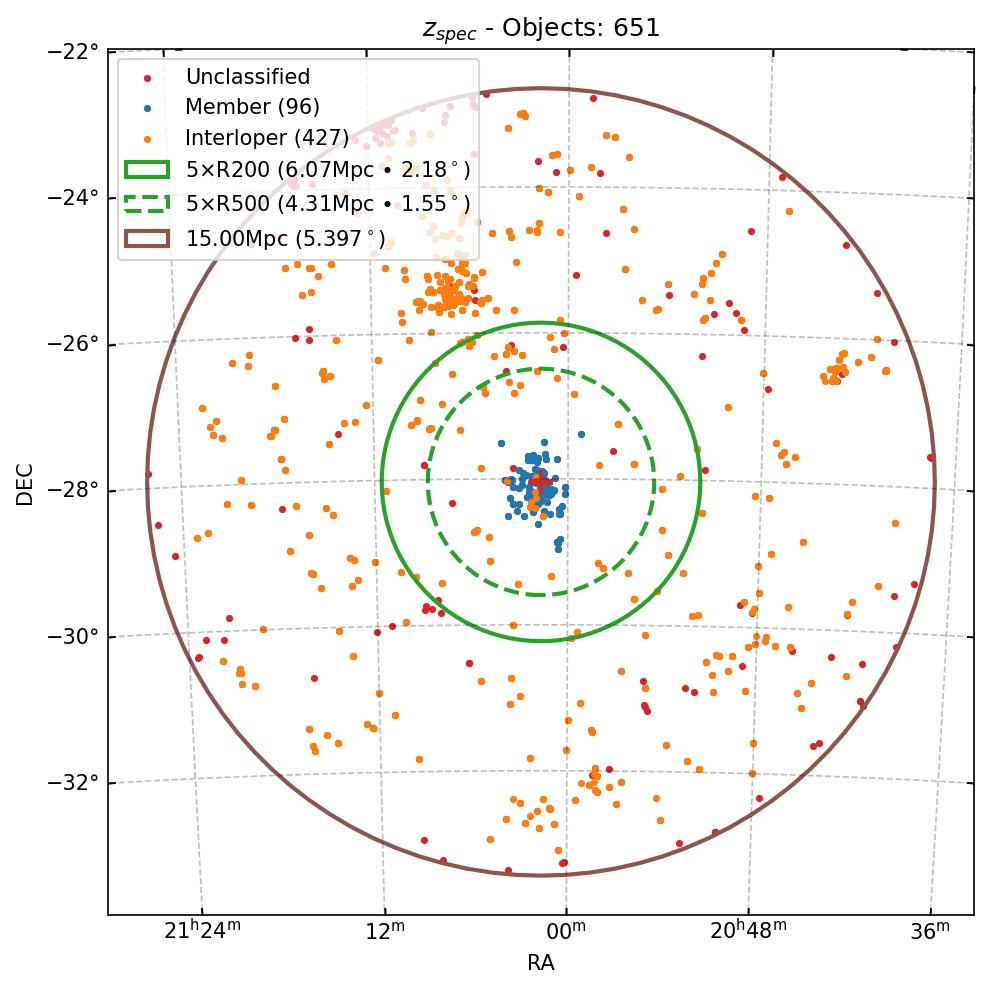 z_spec - Objects: 651
Unclassified
Member (96)
Interloper (427)
5×R200 (6.07Mpc • 2.18°)
5×R500 (4.31Mpc • 1.55°)
15.00Mpc (5.397°)
−22°
−24°
−26°
−28°
−30°
−32°
DEC
21h24m 12m 00m 20h48m 36m
RA